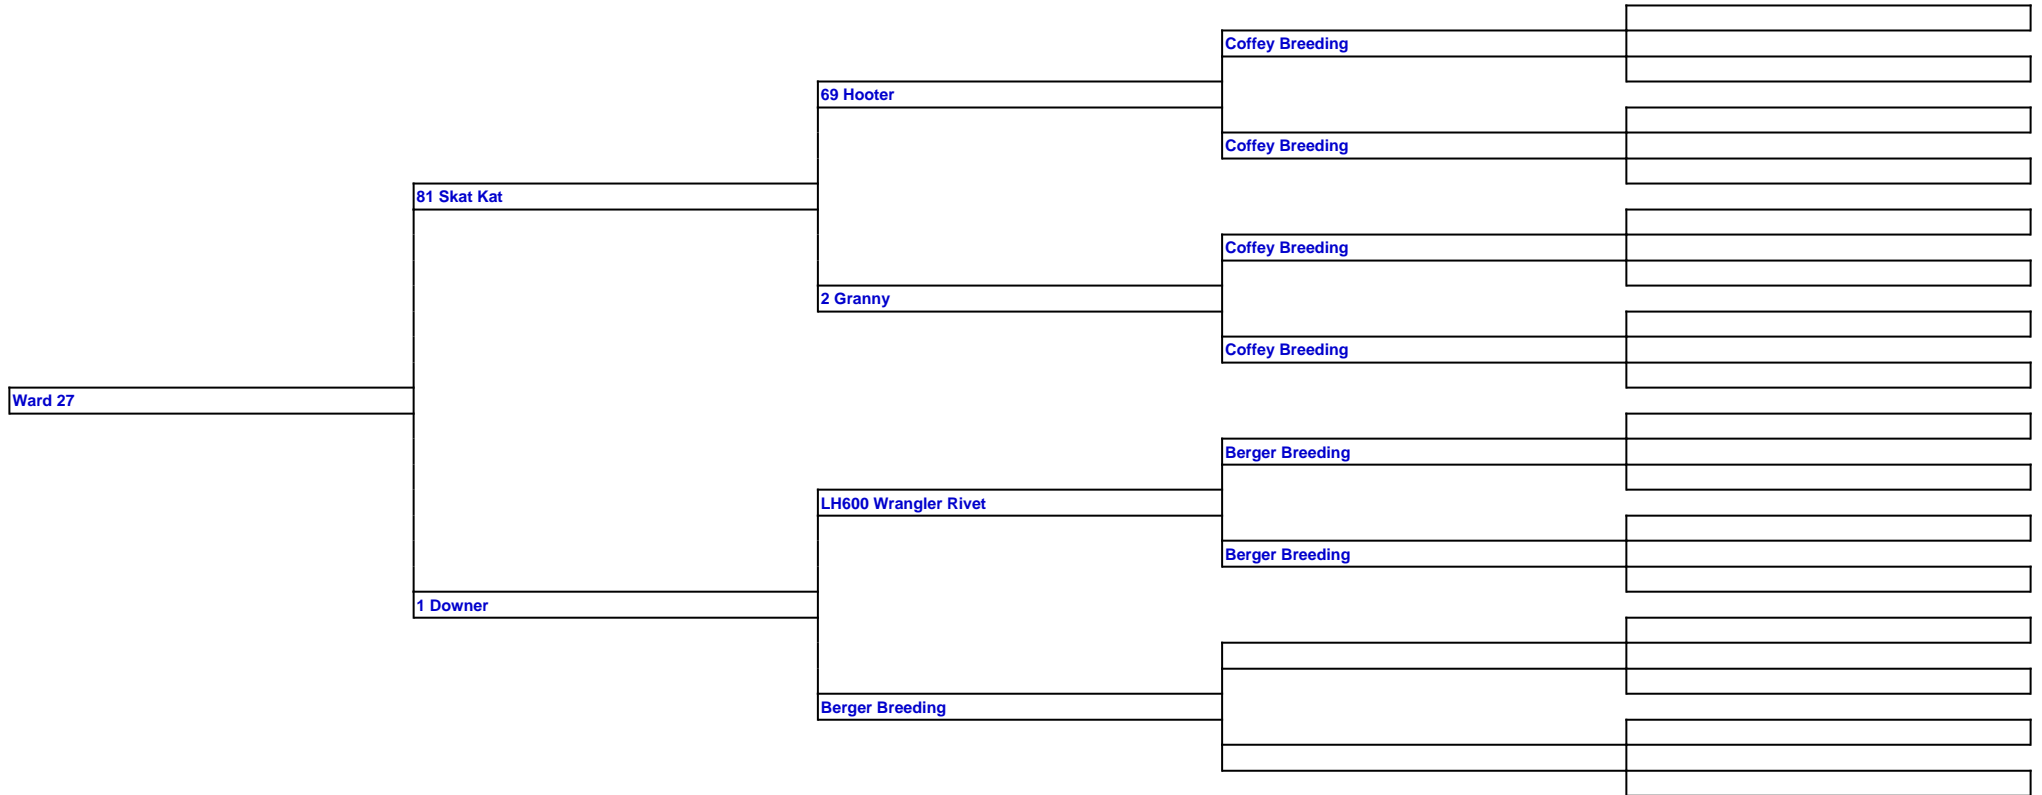 Coffey Breeding
69 Hooter
Coffey Breeding
81 Skat Kat
Coffey Breeding
2 Granny
Coffey Breeding
Ward 27
Berger Breeding
LH600 Wrangler Rivet
Berger Breeding
1 Downer
Berger Breeding